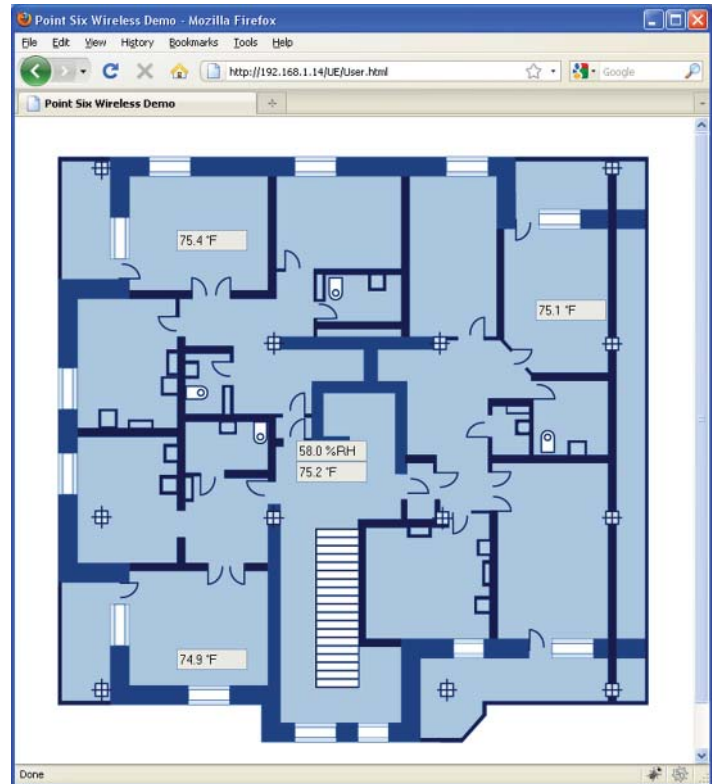 Point Six Wireless Demo - Mozilla Firefox
File Edit View History Bookmarks Tools Help
http://192.168.1.14/UE/User.html
Google
Point Six Wireless Demo
75.4 °F
75.1 °F
58.0 %RH
75.2 °F
74.9 °F
Done